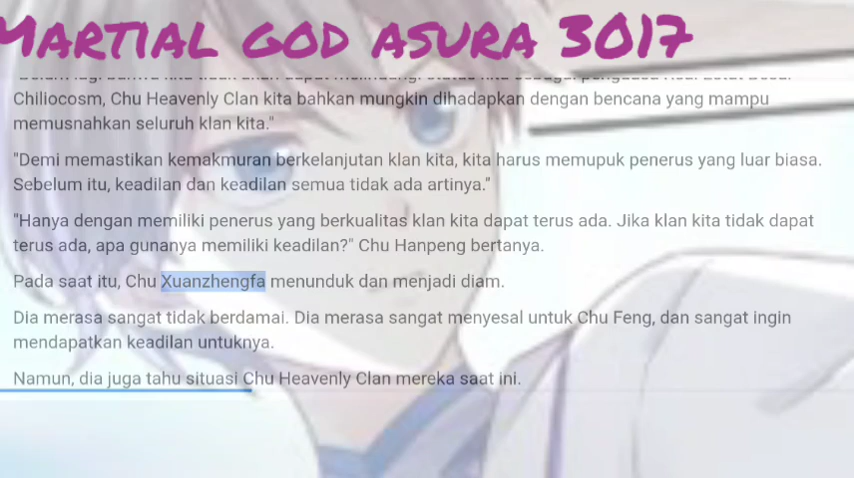 MARTIAL GOD ASURA 3017
Chiliocosm, Chu Heavenly Clan kita bahkan mungkin dihadapkan dengan bencana yang mampu
memusnahkan seluruh klan kita."
"Demi memastikan kemakmuran berkelanjutan klan kita, kita harus memupuk penerus yang luar biasa.
Sebelum itu, keadilan dan keadilan semua tidak ada artinya."
"Hanya dengan memiliki penerus yang berkualitas klan kita dapat terus ada. Jika klan kita tidak dapat
terus ada, apa gunanya memiliki keadilan?" Chu Hanpeng bertanya.
Pada saat itu, Chu Xuanzhengfa menunduk dan menjadi diam.
Dia merasa sangat tidak berdamai. Dia merasa sangat menyesal untuk Chu Feng, dan sangat ingin
mendapatkan keadilan untuknya.
Namun, dia juga tahu situasi Chu Heavenly Clan mereka saat ini.